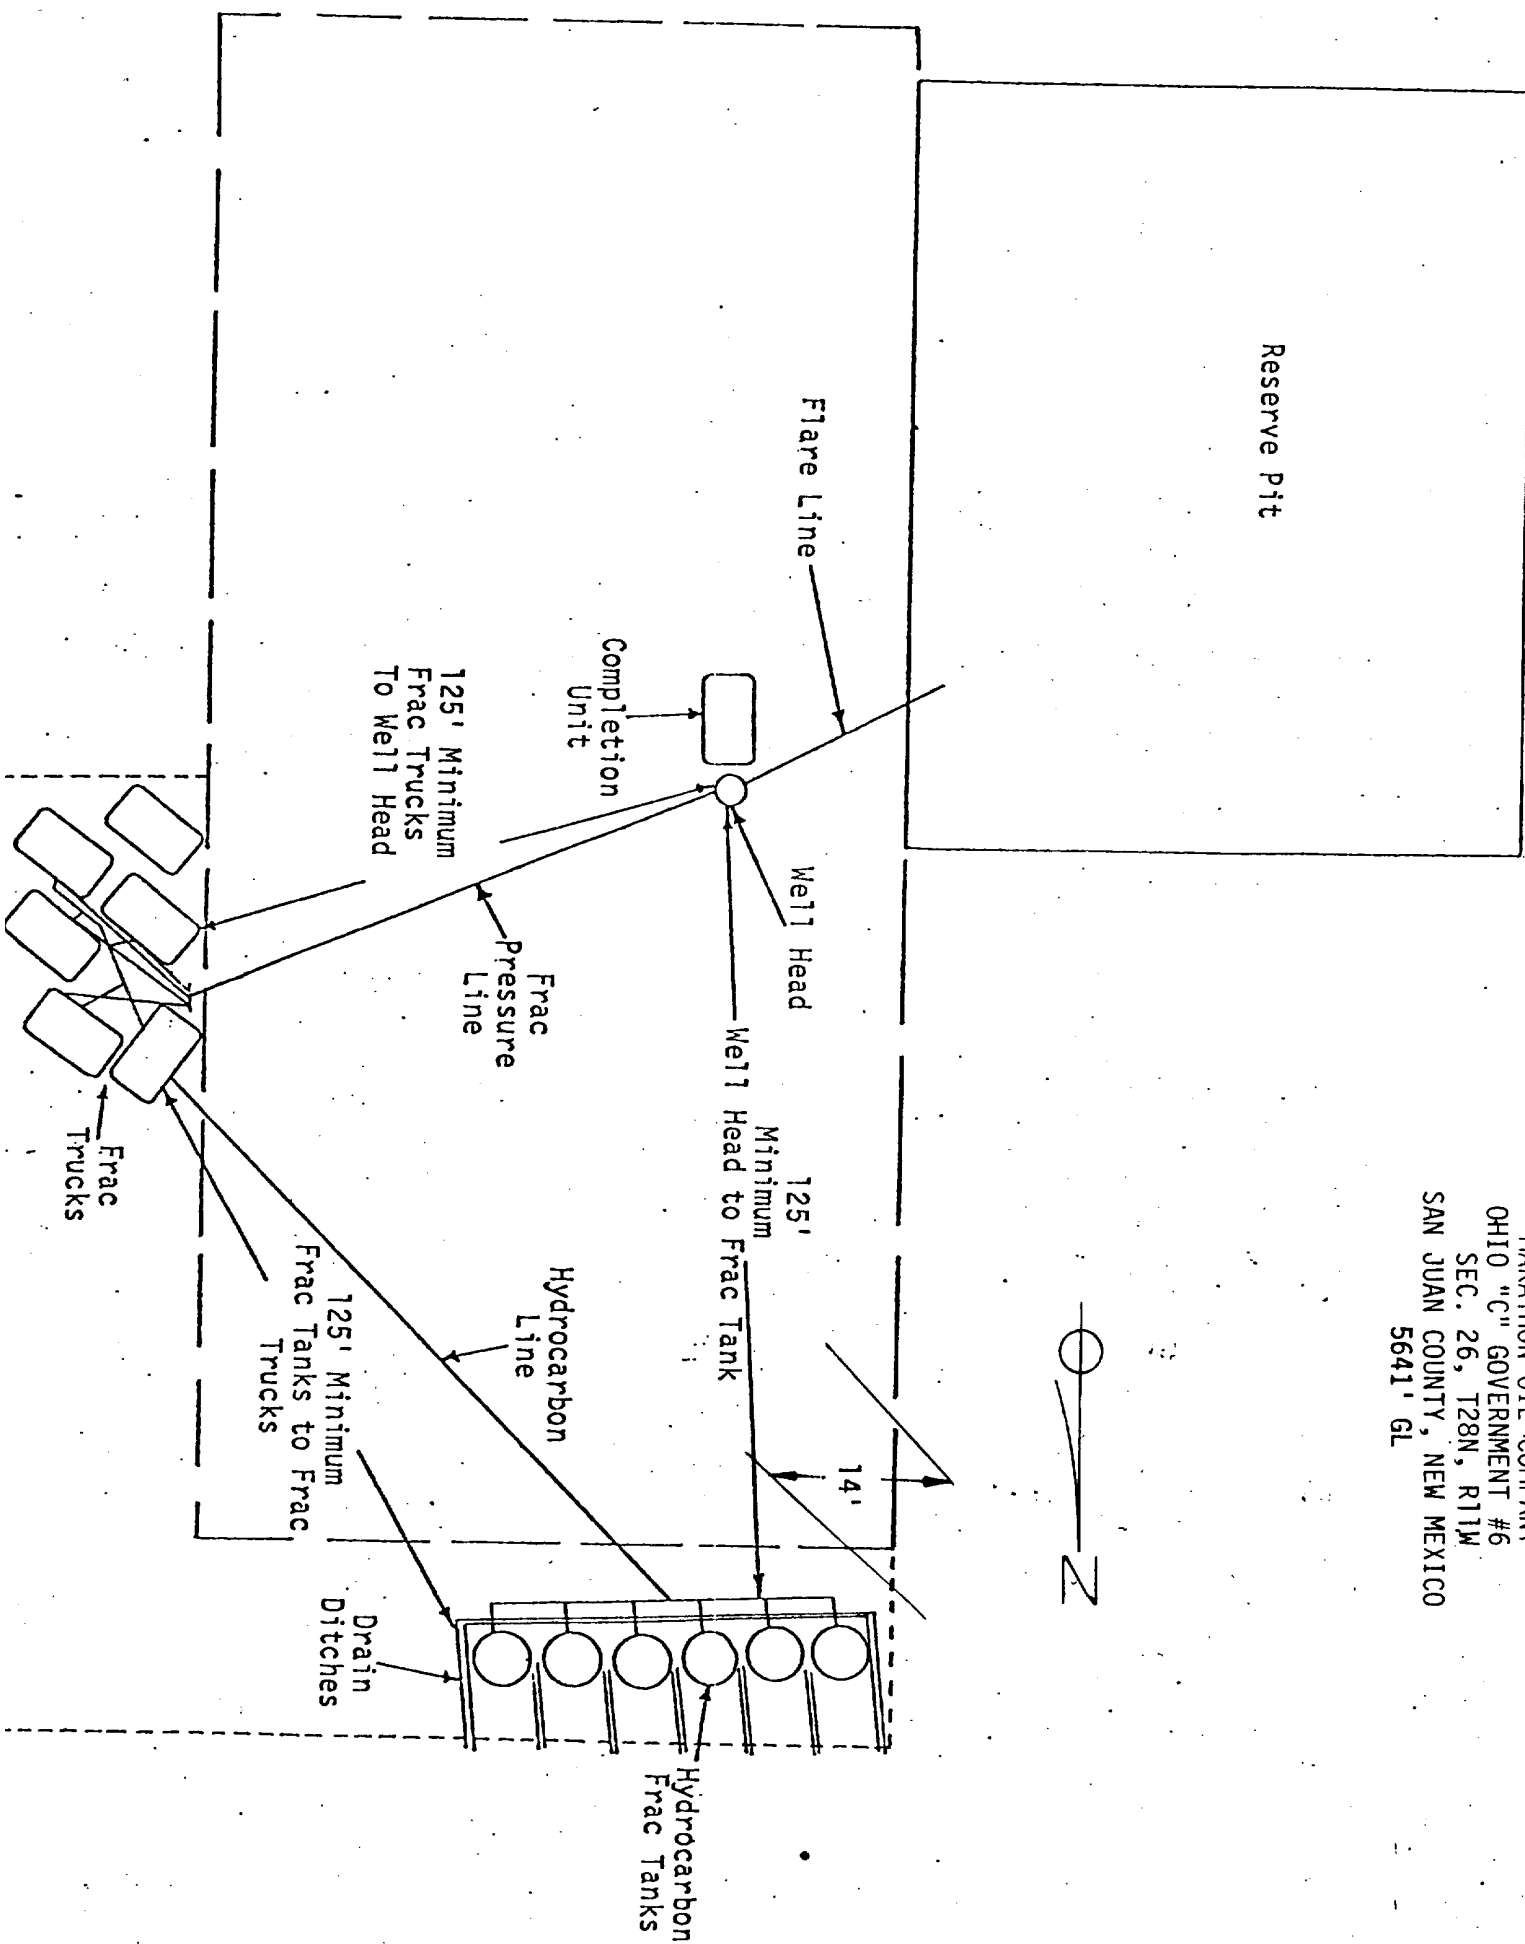 OHIO "C" GOVERNMENT #6
SEC. 26, T28N, R11W
SAN JUAN COUNTY, NEW MEXICO
5641' GL
Reserve Pit
Flare Line
Completion
Unit
Well Head
125' Minimum
Frac Trucks
To Well Head
Frac
Pressure
Line
125'
Minimum
Well Head to Frac Tank
14'
N
Hydrocarbon
Line
125' Minimum
Frac Tanks to Frac
Trucks
Frac
Trucks
Drain
Ditches
Hydrocarbon
Frac Tanks